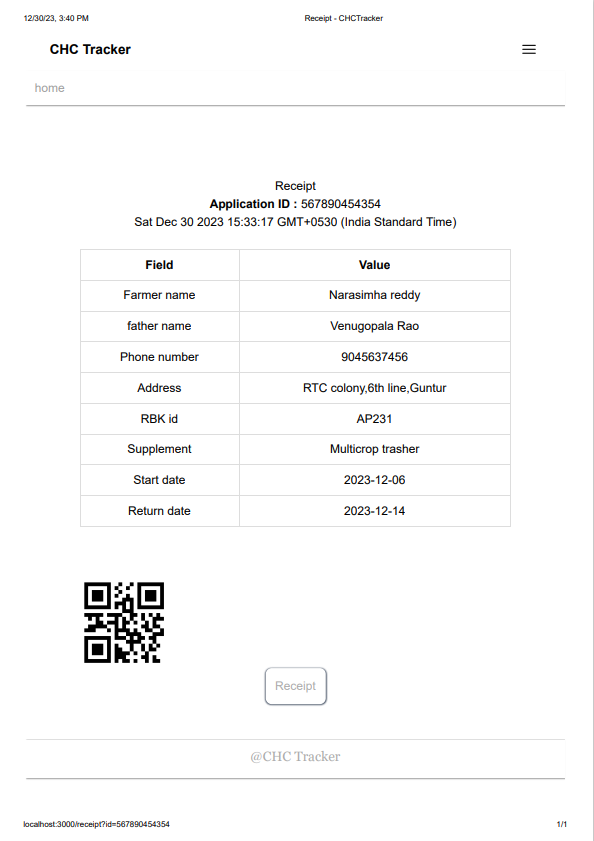 12/30/23, 3:40 PM Receipt - CHCTracker
CHC Tracker
home
Receipt
Application ID : 567890454354
Sat Dec 30 2023 15:33:17 GMT+0530 (India Standard Time)
Field Value
Farmer name Narasimha reddy
father name Venugopala Rao
Phone number 9045637456
Address RTC colony,6th line,Guntur
RBK id AP231
Supplement Multicrop trasher
Start date 2023-12-06
Return date 2023-12-14
Receipt
@CHC Tracker
localhost:3000/receipt?id=567890454354 1/1